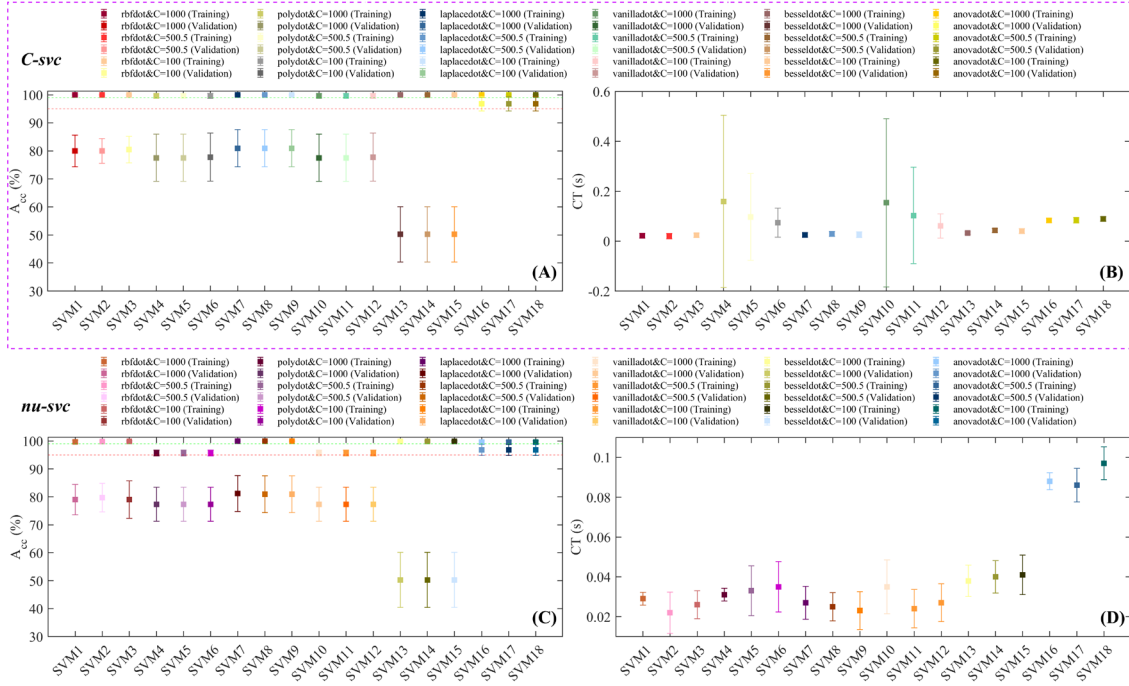 C-svc
rbfdot&C=1000 (Training)
rbfdot&C=1000 (Validation)
rbfdot&C=500.5 (Training)
rbfdot&C=500.5 (Validation)
rbfdot&C=100 (Training)
rbfdot&C=100 (Validation)
polydot&C=1000 (Training)
polydot&C=1000 (Validation)
polydot&C=500.5 (Training)
polydot&C=500.5 (Validation)
polydot&C=100 (Training)
polydot&C=100 (Validation)
laplacedot&C=1000 (Training)
laplacedot&C=1000 (Validation)
laplacedot&C=500.5 (Training)
laplacedot&C=500.5 (Validation)
laplacedot&C=100 (Training)
laplacedot&C=100 (Validation)
vanilladot&C=1000 (Training)
vanilladot&C=1000 (Validation)
vanilladot&C=500.5 (Training)
vanilladot&C=500.5 (Validation)
vanilladot&C=100 (Training)
vanilladot&C=100 (Validation)
besseldot&C=1000 (Training)
besseldot&C=1000 (Validation)
besseldot&C=500.5 (Training)
besseldot&C=500.5 (Validation)
besseldot&C=100 (Training)
besseldot&C=100 (Validation)
anovadot&C=1000 (Training)
anovadot&C=1000 (Validation)
anovadot&C=500.5 (Training)
anovadot&C=500.5 (Validation)
anovadot&C=100 (Training)
anovadot&C=100 (Validation)
Acc (%)
100
90
80
70
60
50
40
30
(A)
SVM1 SVM2 SVM3 SVM4 SVM5 SVM6 SVM7 SVM8 SVM9 SVM10 SVM11 SVM12 SVM13 SVM14 SVM15 SVM16 SVM17 SVM18
CT (s)
0.6
0.4
0.2
0
-0.2
(B)
SVM1 SVM2 SVM3 SVM4 SVM5 SVM6 SVM7 SVM8 SVM9 SVM10 SVM11 SVM12 SVM13 SVM14 SVM15 SVM16 SVM17 SVM18
nu-svc
rbfdot&C=1000 (Training)
rbfdot&C=1000 (Validation)
rbfdot&C=500.5 (Training)
rbfdot&C=500.5 (Validation)
rbfdot&C=100 (Training)
rbfdot&C=100 (Validation)
polydot&C=1000 (Training)
polydot&C=1000 (Validation)
polydot&C=500.5 (Training)
polydot&C=500.5 (Validation)
polydot&C=100 (Training)
polydot&C=100 (Validation)
laplacedot&C=1000 (Training)
laplacedot&C=1000 (Validation)
laplacedot&C=500.5 (Training)
laplacedot&C=500.5 (Validation)
laplacedot&C=100 (Training)
laplacedot&C=100 (Validation)
vanilladot&C=1000 (Training)
vanilladot&C=1000 (Validation)
vanilladot&C=500.5 (Training)
vanilladot&C=500.5 (Validation)
vanilladot&C=100 (Training)
vanilladot&C=100 (Validation)
besseldot&C=1000 (Training)
besseldot&C=1000 (Validation)
besseldot&C=500.5 (Training)
besseldot&C=500.5 (Validation)
besseldot&C=100 (Training)
besseldot&C=100 (Validation)
anovadot&C=1000 (Training)
anovadot&C=1000 (Validation)
anovadot&C=500.5 (Training)
anovadot&C=500.5 (Validation)
anovadot&C=100 (Training)
anovadot&C=100 (Validation)
Acc (%)
100
90
80
70
60
50
40
30
(C)
SVM1 SVM2 SVM3 SVM4 SVM5 SVM6 SVM7 SVM8 SVM9 SVM10 SVM11 SVM12 SVM13 SVM14 SVM15 SVM16 SVM17 SVM18
CT (s)
0.1
0.08
0.06
0.04
0.02
(D)
SVM1 SVM2 SVM3 SVM4 SVM5 SVM6 SVM7 SVM8 SVM9 SVM10 SVM11 SVM12 SVM13 SVM14 SVM15 SVM16 SVM17 SVM18